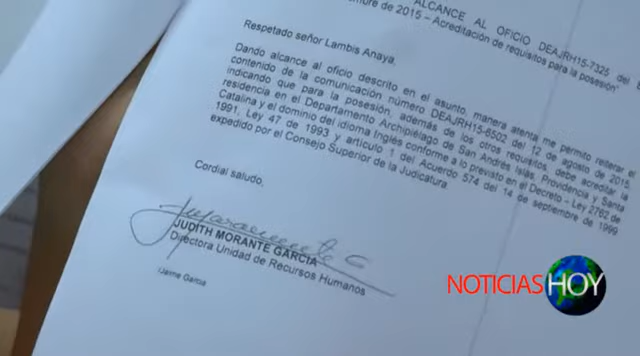 ALCANCE AL OFICIO DEAJRH15-7325 del
mbre de 2015 – Acreditación de requisitos para la posesión"
Respetado señor Lambis Anaya,
Dando alcance al oficio descrito en el asunto, manera atenta me permito reiterar el
contenido de la comunicación número DEAJRH15-6502 del 12 de agosto de 2015,
indicando que para la posesión, además de los otros requisitos, debe acreditar la
residencia en el Departamento Archipiélago de San Andrés Islas, Providencia y Santa
Catalina y el dominio del idioma Inglés conforme a lo previsto en el Decreto – Ley 2762 de
1991, Ley 47 de 1993 y artículo 1 del Acuerdo 574 del 14 de septiembre de 1999
expedido por el Consejo Superior de la Judicatura.
Cordial saludo,
JUDITH MORANTE GARCIA
Directora Unidad de Recursos Humanos
Jaime Garcia
NOTICIAS HOY